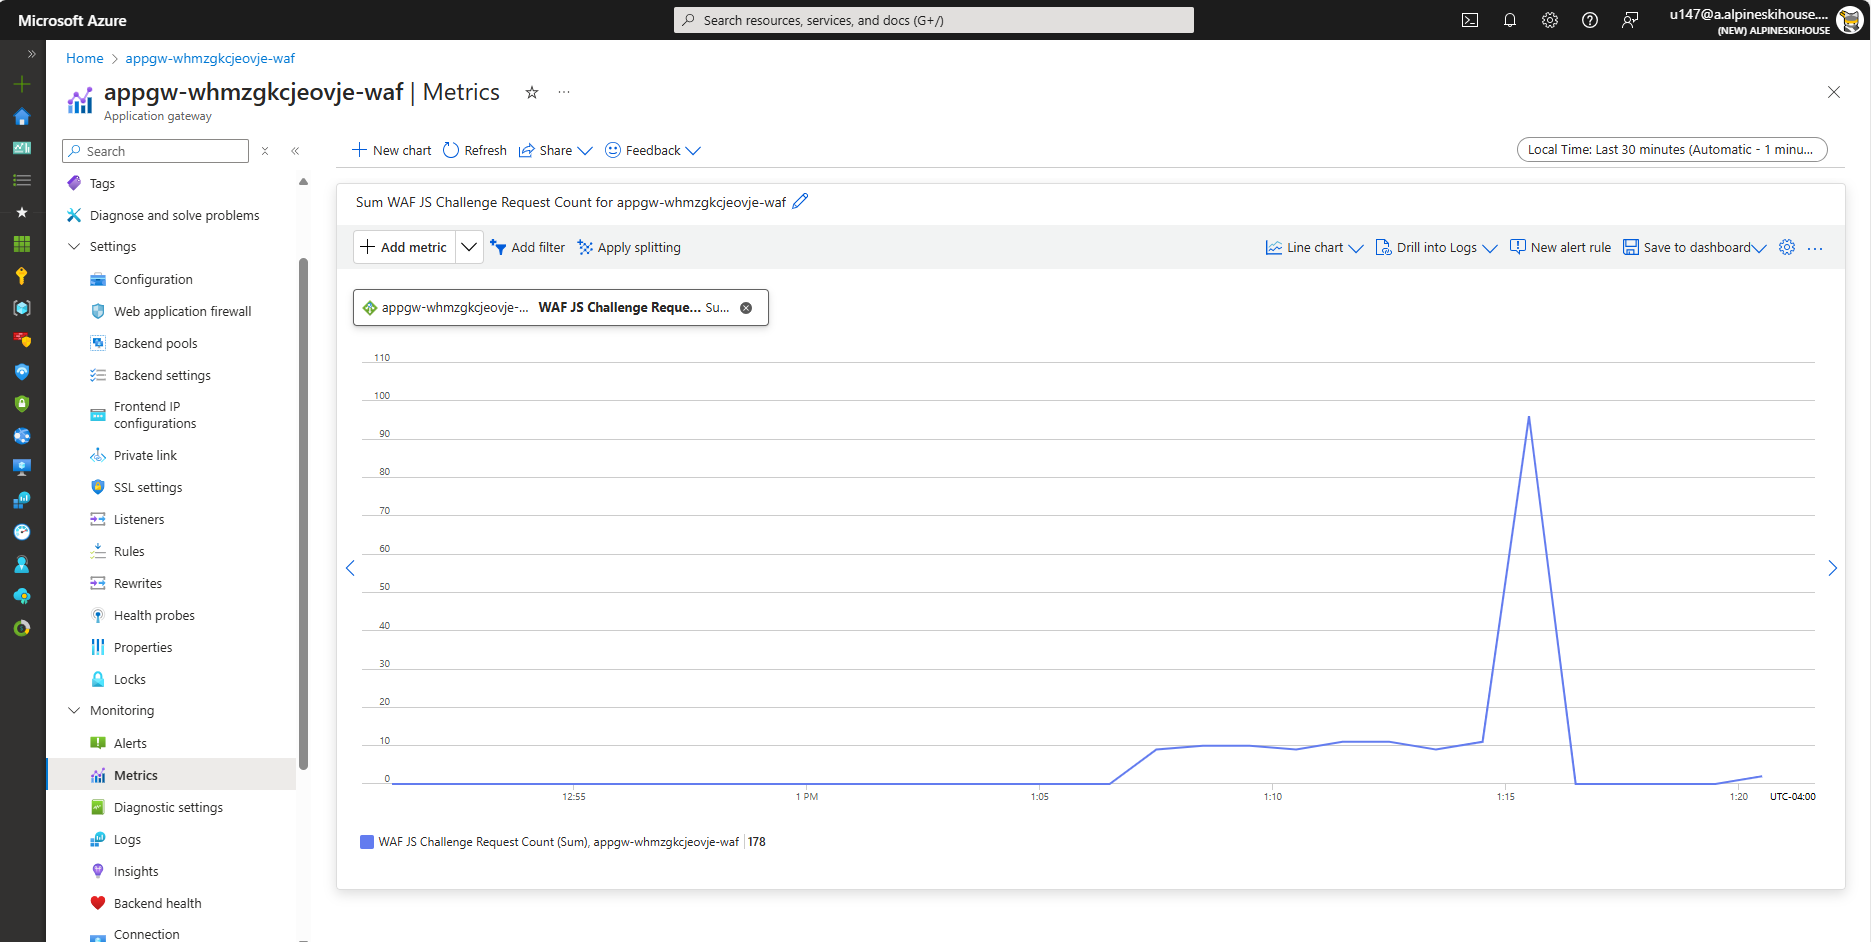 Microsoft Azure
Search resources, services, and docs (G+/)
u147@a.alpineskihouse....
(NEW) ALPINESKIHOUSE
Home > appgw-whmzgkcjeovje-waf
appgw-whmzgkcjeovje-waf | Metrics
Application gateway
Search
Tags
Diagnose and solve problems
Settings
Configuration
Web application firewall
Backend pools
Backend settings
Frontend IP
configurations
Private link
SSL settings
Listeners
Rules
Rewrites
Health probes
Properties
Locks
Monitoring
Alerts
Metrics
Diagnostic settings
Logs
Insights
Backend health
Connection
New chart Refresh Share Feedback
Local Time: Last 30 minutes (Automatic - 1 minu...
Sum WAF JS Challenge Request Count for appgw-whmzgkcjeovje-waf
Add metric Add filter Apply splitting Line chart Drill into Logs New alert rule Save to dashboard
appgw-whmzgkcjeovje-... WAF JS Challenge Reque... Su...
110
100
90
80
70
60
50
40
30
20
10
0
12:55 1 PM 1:05 1:10 1:15 1:20 UTC-04:00
WAF JS Challenge Request Count (Sum), appgw-whmzgkcjeovje-waf | 178